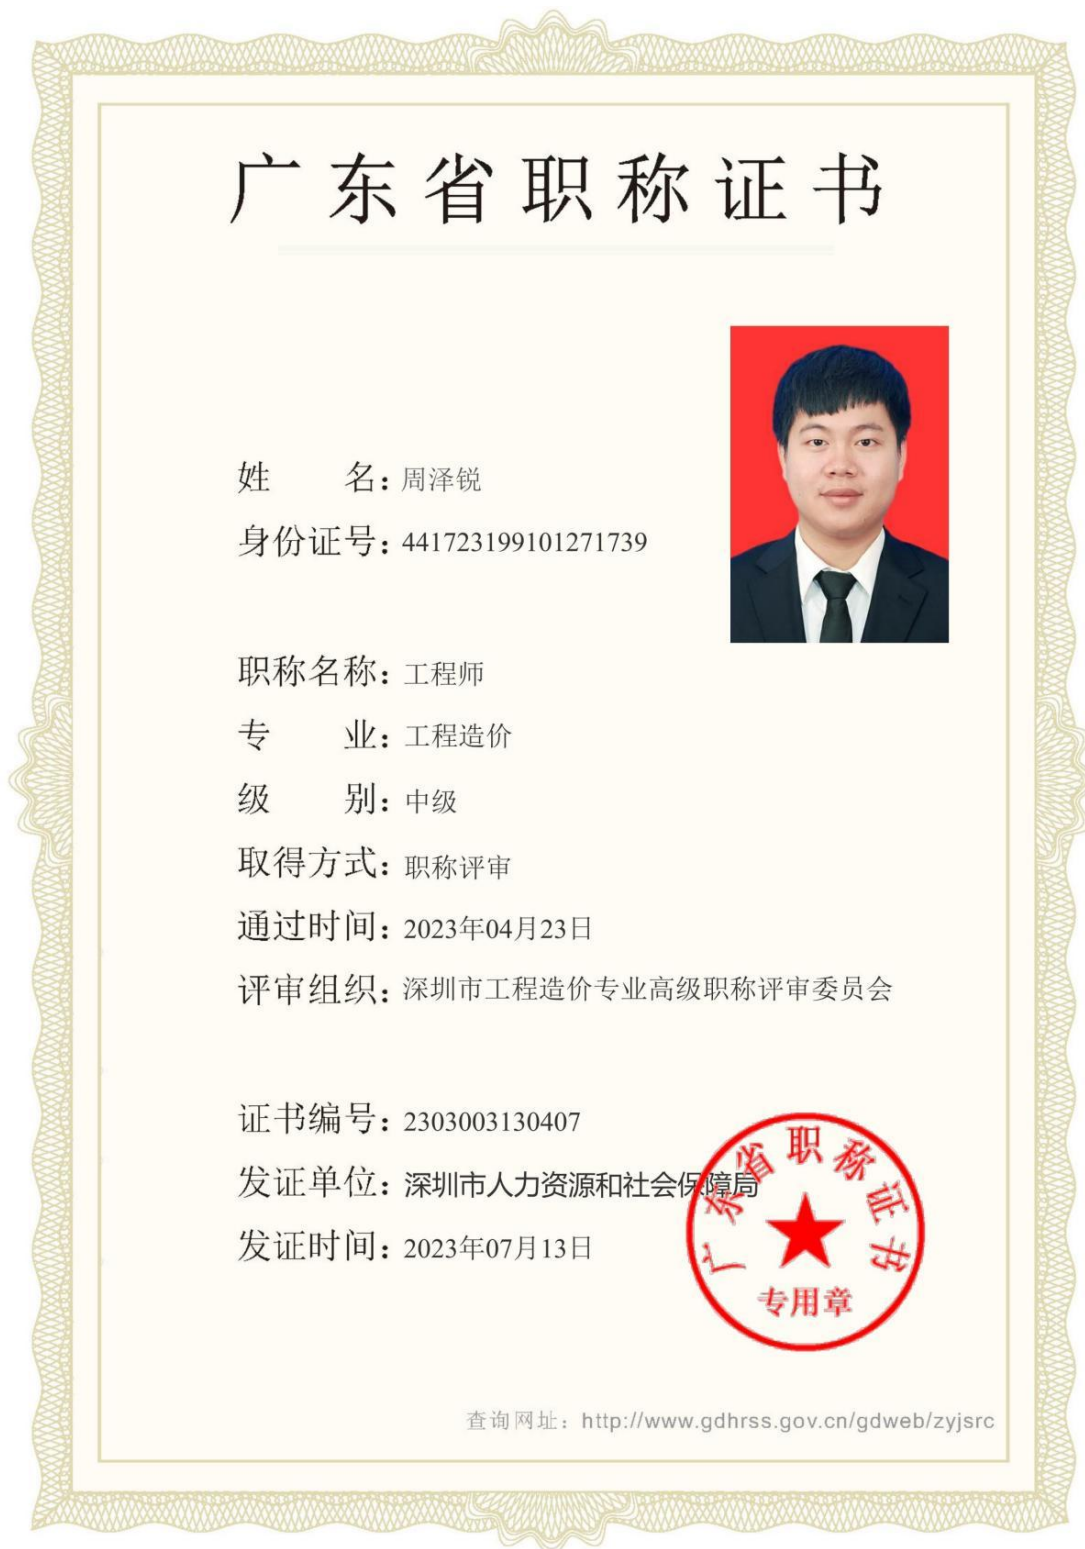 广东省职称证书
姓 名：周泽锐
身份证号：441723199101271739
职称名称：工程师
专 业：工程造价
级 别：中级
取得方式：职称评审
通过时间：2023年04月23日
评审组织：深圳市工程造价专业高级职称评审委员会
证书编号：2303003130407
发证单位：深圳市人力资源和社会保障局
发证时间：2023年07月13日
广东省职称证书
专用章
查询网址：http://www.gdhrss.gov.cn/gdweb/zyjsrc